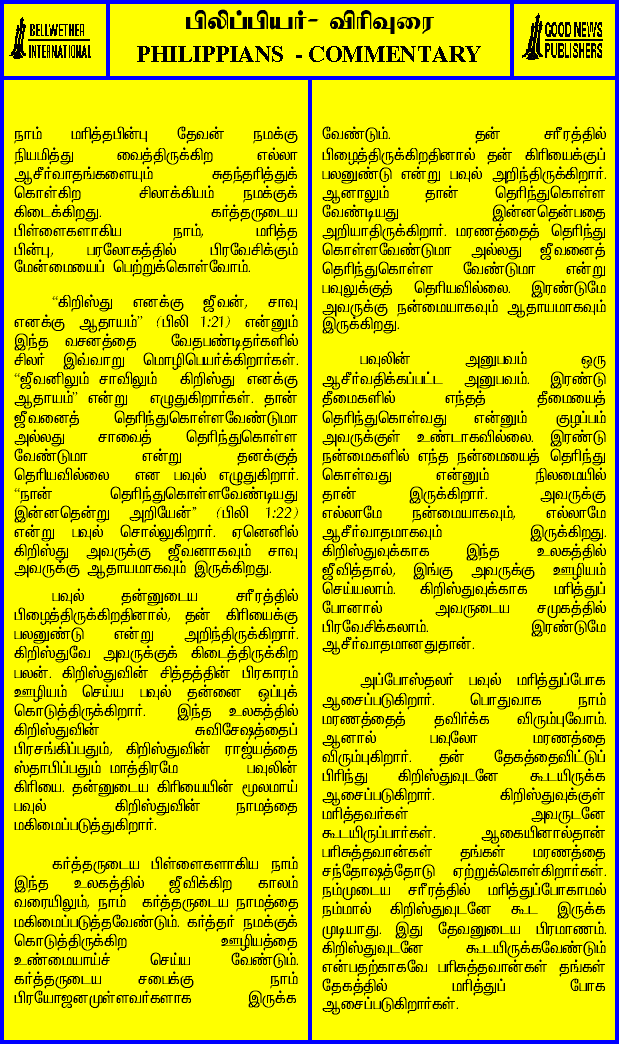 BELLWETHER
INTERNATIONAL
பிலிப்பியர்- விரிவுரை
PHILIPPIANS - COMMENTARY
GOOD NEWS
PUBLISHERS
நாம் மரித்தபின்பு தேவன் நமக்கு
நியமித்து வைத்திருக்கிற எல்லா
ஆசீர்வாதங்களையும் சுதந்தரித்துக்
கொள்கிற சிலாக்கியம் நமக்குக்
கிடைக்கிறது. கர்த்தருடைய
பிள்ளைகளாகிய நாம், மரித்த
பின்பு, பரலோகத்தில் பிரவேசிக்கும்
மேன்மையைப் பெற்றுக்கொள்வோம்.
“கிறிஸ்து எனக்கு ஜீவன், சாவு
எனக்கு ஆதாயம்” (பிலி 1:21) என்னும்
இந்த வசனத்தை வேதபண்டிதர்களில்
சிலர் இவ்வாறு மொழிபெயர்க்கிறார்கள்.
“ஜீவனிலும் சாவிலும் கிறிஸ்து எனக்கு
ஆதாயம்” என்று எழுதுகிறார்கள். தான்
ஜீவனைத் தெரிந்துகொள்ளவேண்டுமா
அல்லது சாவைத் தெரிந்துகொள்ள
வேண்டுமா என்று தனக்குத்
தெரியவில்லை என பவுல் எழுதுகிறார்.
“நான் தெரிந்துகொள்ளவேண்டியது
இன்னதென்று அறியேன்” (பிலி 1:22)
என்று பவுல் சொல்லுகிறார். ஏனெனில்
கிறிஸ்து அவருக்கு ஜீவனாகவும் சாவு
அவருக்கு ஆதாயமாகவும் இருக்கிறது.
பவுல் தன்னுடைய சரீரத்தில்
பிழைத்திருக்கிறதினால், தன் கிரியைக்கு
பலனுண்டு என்று அறிந்திருக்கிறார்.
கிறிஸ்துவே அவருக்குக் கிடைத்திருக்கிற
பலன். கிறிஸ்துவின் சித்தத்தின் பிரகாரம்
ஊழியம் செய்ய பவுல் தன்னை ஒப்புக்
கொடுத்திருக்கிறார். இந்த உலகத்தில்
கிறிஸ்துவின் சுவிசேஷத்தைப்
பிரசங்கிப்பதும், கிறிஸ்துவின் ராஜ்யத்தை
ஸ்தாபிப்பதும் மாத்திரமே பவுலின்
கிரியை. தன்னுடைய கிரியையின் மூலமாய்
பவுல் கிறிஸ்துவின் நாமத்தை
மகிமைப்படுத்துகிறார்.
கர்த்தருடைய பிள்ளைகளாகிய நாம்
இந்த உலகத்தில் ஜீவிக்கிற காலம்
வரையிலும், நாம் கர்த்தருடைய நாமத்தை
மகிமைப்படுத்தவேண்டும். கர்த்தர் நமக்குக்
கொடுத்திருக்கிற ஊழியத்தை
உண்மையாய்ச் செய்ய வேண்டும்.
கர்த்தருடைய சபைக்கு நாம்
பிரயோஜனமுள்ளவர்களாக இருக்க
வேண்டும். தன் சரீரத்தில்
பிழைத்திருக்கிறதினால் தன் கிரியைக்குப்
பலனுண்டு என்று பவுல் அறிந்திருக்கிறார்.
ஆனாலும் தான் தெரிந்துகொள்ள
வேண்டியது இன்னதென்பதை
அறியாதிருக்கிறார். மரணத்தைத் தெரிந்து
கொள்ளவேண்டுமா அல்லது ஜீவனைத்
தெரிந்துகொள்ள வேண்டுமா என்று
பவுலுக்குத் தெரியவில்லை. இரண்டுமே
அவருக்கு நன்மையாகவும் ஆதாயமாகவும்
இருக்கிறது.
பவுலின் அனுபவம் ஒரு
ஆசீர்வதிக்கப்பட்ட அனுபவம். இரண்டு
தீமைகளில் எந்தத் தீமையைத்
தெரிந்துகொள்வது என்னும் குழப்பம்
அவருக்குள் உண்டாகவில்லை. இரண்டு
நன்மைகளில் எந்த நன்மையைத் தெரிந்து
கொள்வது என்னும் நிலமையில்
தான் இருக்கிறார். அவருக்கு
எல்லாமே நன்மையாகவும், எல்லாமே
ஆசீர்வாதமாகவும் இருக்கிறது.
கிறிஸ்துவுக்காக இந்த உலகத்தில்
ஜீவித்தால், இங்கு அவருக்கு ஊழியம்
செய்யலாம். கிறிஸ்துவுக்காக மரித்துப்
போனால் அவருடைய சமுகத்தில்
பிரவேசிக்கலாம். இரண்டுமே
ஆசீர்வாதமானதுதான்.
அப்போஸ்தலர் பவுல் மரித்துப்போக
ஆசைப்படுகிறார். பொதுவாக நாம்
மரணத்தைத் தவிர்க்க விரும்புவோம்.
ஆனால் பவுலோ மரணத்தை
விரும்புகிறார். தன் தேகத்தைவிட்டுப்
பிரிந்து கிறிஸ்துவுடனே கூடயிருக்க
ஆசைப்படுகிறார். கிறிஸ்துவுக்குள்
மரித்தவர்கள் அவருடனே
கூடயிருப்பார்கள். ஆகையினால்தான்
பரிசுத்தவான்கள் தங்கள் மரணத்தை
சந்தோஷத்தோடு ஏற்றுக்கொள்கிறார்கள்.
நம்முடைய சரீரத்தில் மரித்துப்போகாமல்
நம்மால் கிறிஸ்துவுடனே கூட இருக்க
முடியாது. இது தேவனுடைய பிரமாணம்.
கிறிஸ்துவுடனே கூடயிருக்கவேண்டும்
என்பதற்காகவே பரிசுத்தவான்கள் தங்கள்
தேகத்தில் மரித்துப் போக
ஆசைப்படுகிறார்கள்.